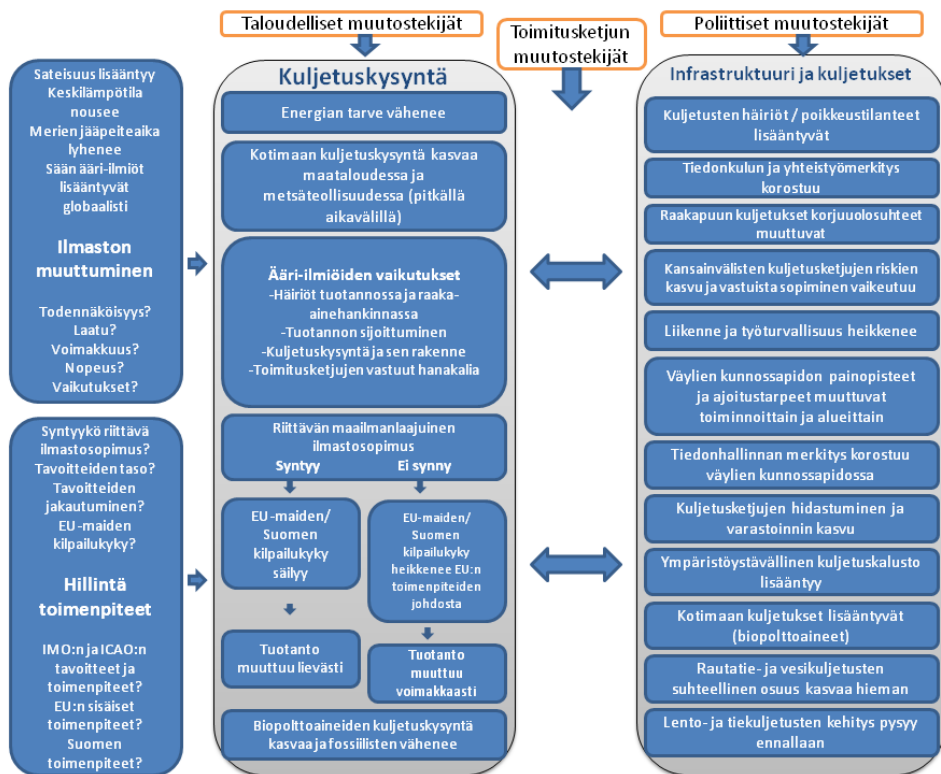 Taloudelliset muutostekijät
Toimitusketjun
muutostekijät
Poliittiset muutostekijät
Sateisuus lisääntyy
Keskilämpötila
nousee
Merien jääpeiteaika
lyhenee
Sään ääri-ilmiöt
lisääntyvät
globaalisti
Ilmaston
muuttuminen
Todennäköisyys?
Laatu?
Voimakkuus?
Nopeus?
Vaikutukset?
Syntyykö riittävä
ilmastosopimus?
Tavoitteiden taso?
Tavoitteiden
jakautuminen?
EU-maiden
kilpailukyky?
Hillintä
toimenpiteet
IMO:n ja ICAO:n
tavoitteet ja
toimenpiteet?
EU:n sisäiset
toimenpiteet?
Suomen
toimenpiteet?
Kuljetuskysyntä
Energian tarve vähenee
Kotimaan kuljetuskysyntä kasvaa
maataloudessa ja
metsäteollisuudessa (pitkällä
aikavälillä)
Ääri-ilmiöiden vaikutukset
-Häiriöt tuotannossa ja raaka-
ainehankinnassa
-Tuotannon sijoittuminen
-Kuljetuskysyntä ja sen rakenne
-Toimitusketjujen vastuut hanakalia
Riittävän maailmanlaajuinen
ilmastosopimus
Syntyy Ei synny
EU-maiden/
Suomen
kilpailukyky
säilyy
EU-maiden/
Suomen
kilpailukyky
heikkenee EU:n
toimenpiteiden
johdosta
Tuotanto
muuttuu lievästi
Tuotanto
muuttuu
voimakkaasti
Biopolttoaineiden kuljetuskysyntä
kasvaa ja fossiilisten vähenee
Infrastruktuuri ja kuljetukset
Kuljetusten häiriöt / poikkeustilanteet
lisääntyvät
Tiedonkulun ja yhteistyömerkitys
korostuu
Raakapuun kuljetukset korjuuolosuhteet
muuttuvat
Kansainvälisten kuljetusketjujen riskien
kasvu ja vastuista sopiminen vaikeutuu
Liikenne ja työturvallisuus heikkenee
Väylien kunnossapidon painopisteet
ja ajoitustarpeet muuttuvat
toiminnoittain ja alueittain
Tiedonhallinnan merkitys korostuu
väylien kunnossapidossa
Kuljetusketjujen hidastuminen ja
varastoinnin kasvu
Ympäristöystävällinen kuljetuskalusto
lisääntyy
Kotimaan kuljetukset lisääntyvät
(biopolttoaineet)
Rautatie- ja vesikuljetusten
suhteellinen osuus kasvaa hieman
Lento- ja tiekuljetusten kehitys pysyy
ennallaan